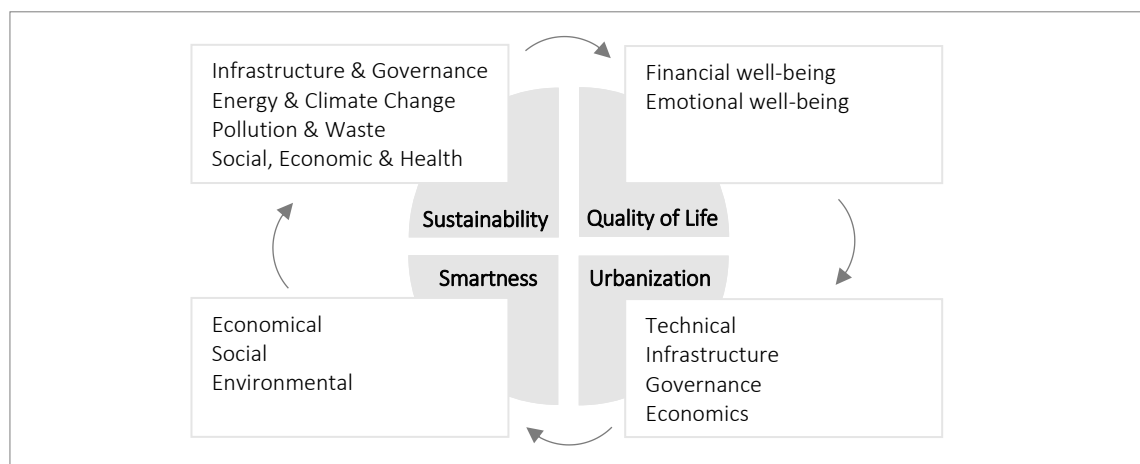 Infrastructure & Governance
Energy & Climate Change
Pollution & Waste
Social, Economic & Health
Financial well-being
Emotional well-being
Sustainability
Quality of Life
Smartness
Urbanization
Economical
Social
Environmental
Technical
Infrastructure
Governance
Economics